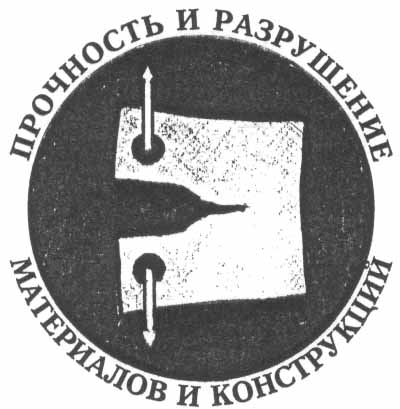 ПРОЧНОСТЬ И РАЗРУШЕНИЕ
МАТЕРИАЛОВ И КОНСТРУКЦИЙ